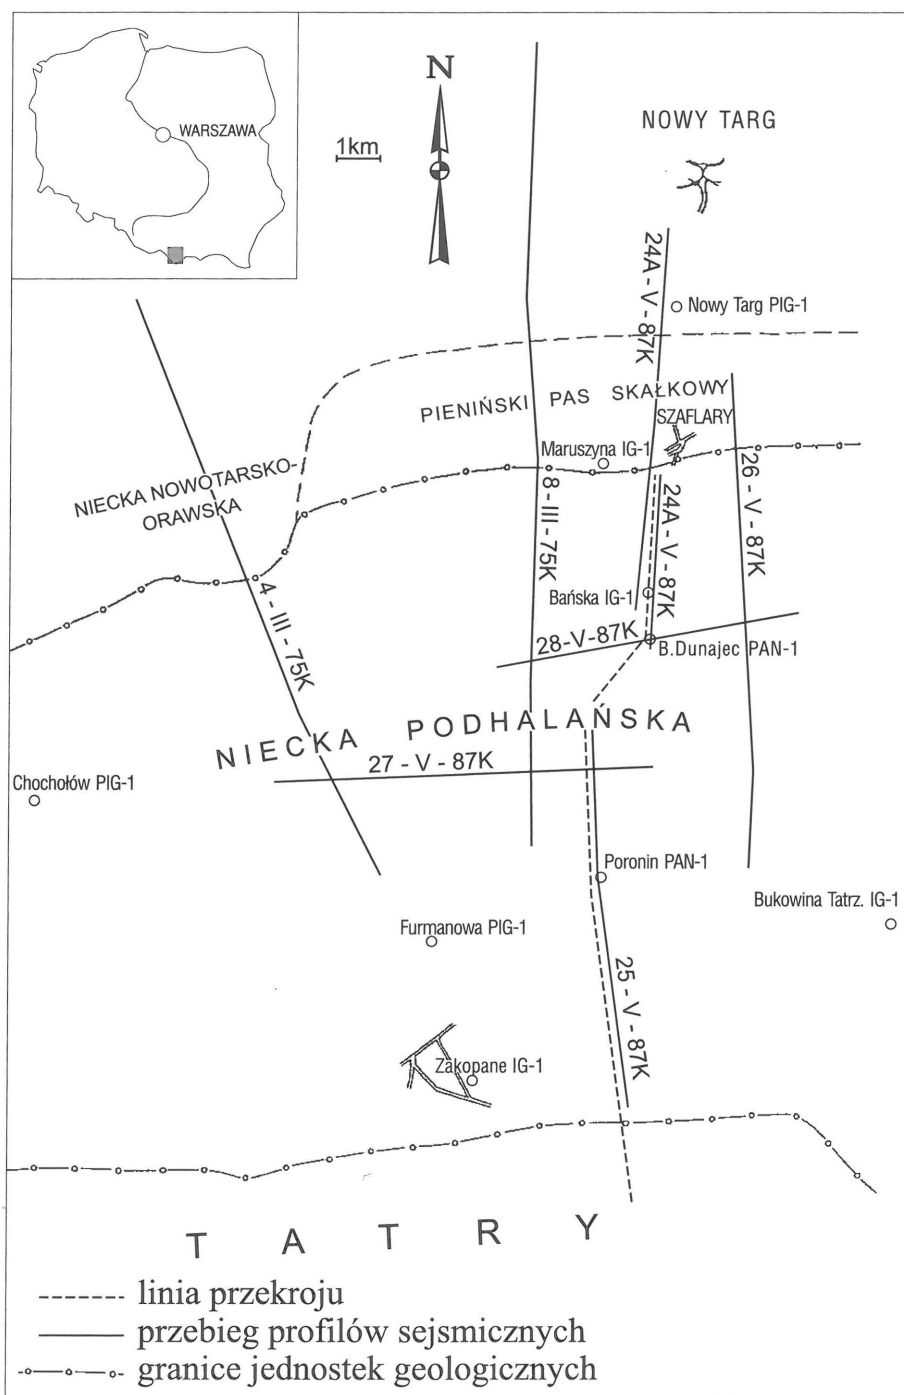 WARSZAWA
N
1km
NOWY TARG
24A - V - 87K
Nowy Targ PIG-1
PIENIŃSKI PAS SKAŁKOWY
SZAFLARY
Maruszyna IG-1
NIECKA NOWOTARSKO-
ORAWSKA
8 - III - 75K
24A - V - 87K
26 - V - 87K
4 - III - 75K
Bańska IG-1
28-V-87K
B.Dunajec PAN-1
NIECKA PODHALAŃSKA
27 - V - 87K
Chochołów PIG-1
Poronin PAN-1
Bukowina Tatrz. IG-1
Furmanowa PIG-1
25 - V - 87K
Zakopane IG-1
T A T R Y
linia przekroju
przebieg profilów sejsmicznych
granice jednostek geologicznych